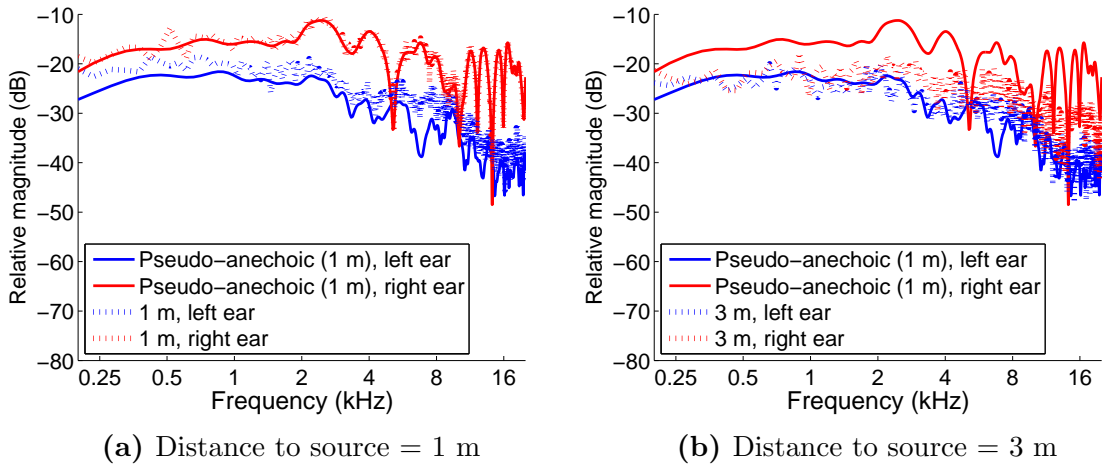 −10
−20
−30
−40
−50
−60
−70
−80
Relative magnitude (dB)
Pseudo−anechoic (1 m), left ear
Pseudo−anechoic (1 m), right ear
1 m, left ear
1 m, right ear
0.25 0.5 1 2 4 8 16
Frequency (kHz)
(a) Distance to source = 1 m
−10
−20
−30
−40
−50
−60
−70
−80
Relative magnitude (dB)
Pseudo−anechoic (1 m), left ear
Pseudo−anechoic (1 m), right ear
3 m, left ear
3 m, right ear
0.25 0.5 1 2 4 8 16
Frequency (kHz)
(b) Distance to source = 3 m